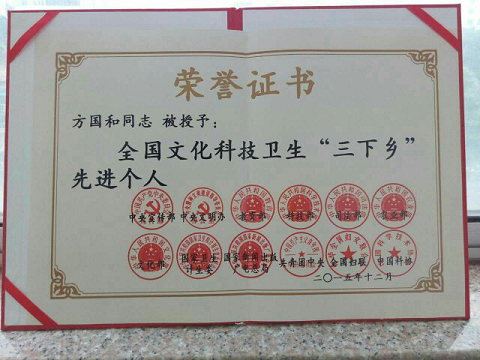 荣誉证书
方国和同志 被授予:
全国文化科技卫生“三下乡”
先进个人
中央宣传部 中央文明办 教育部 科技部 司法部 农业部
文化部 国家卫生计生委 国家新闻出版广电总局 共青团中央 全国妇联 中国科协
二〇一五年十二月